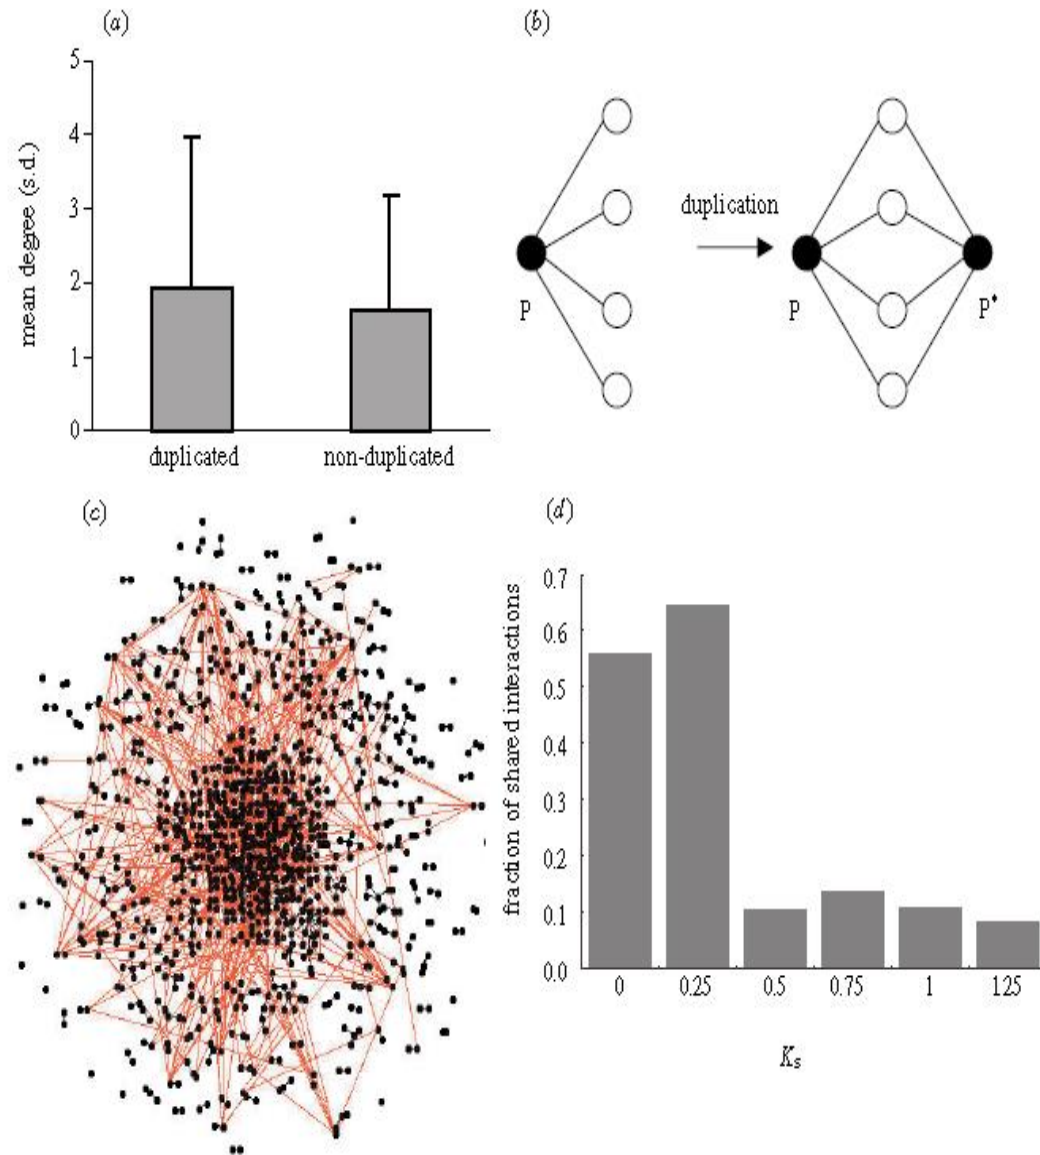 (a)
5
4
3
2
1
0
mean degree (s.d.)
duplicated non-duplicated
(b)
duplication
P P P*
(c)
(d)
0.7
0.6
0.5
0.4
0.3
0.2
0.1
0.0
fraction of shared interactions
0 0.25 0.5 0.75 1 125
Ks